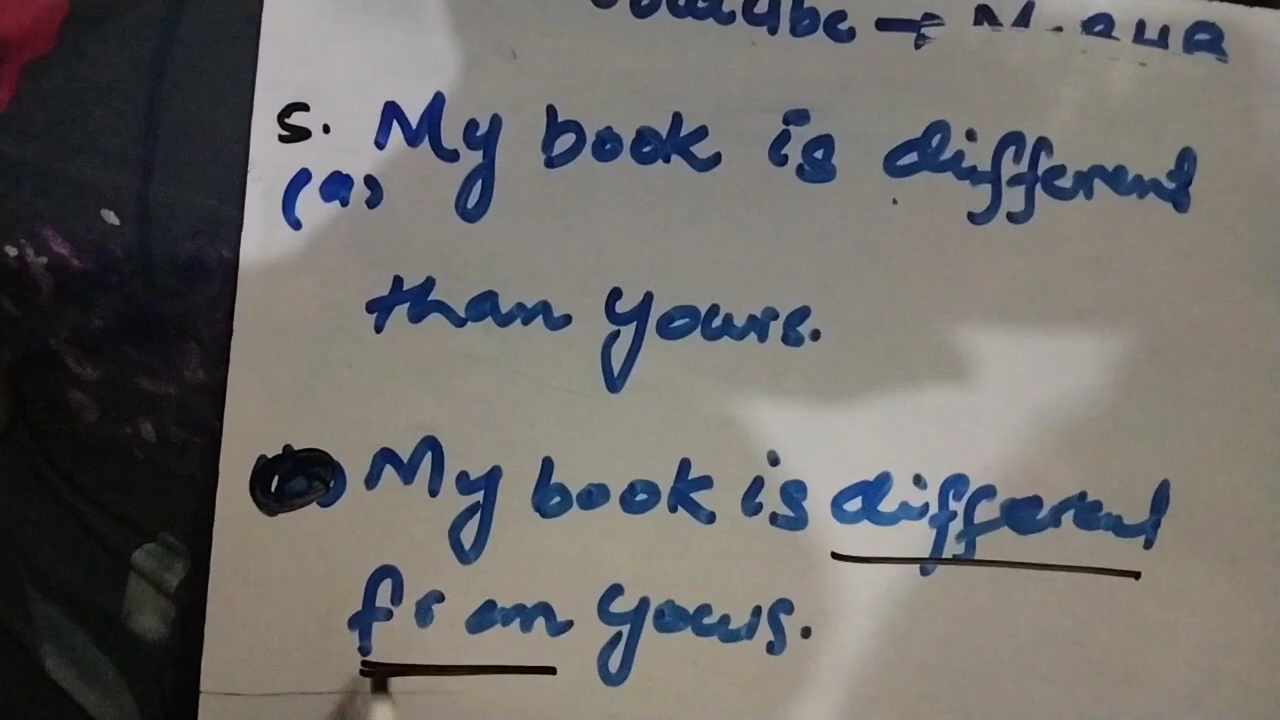 5. My book is different
(a)
than yours.
My book is different
from yours.